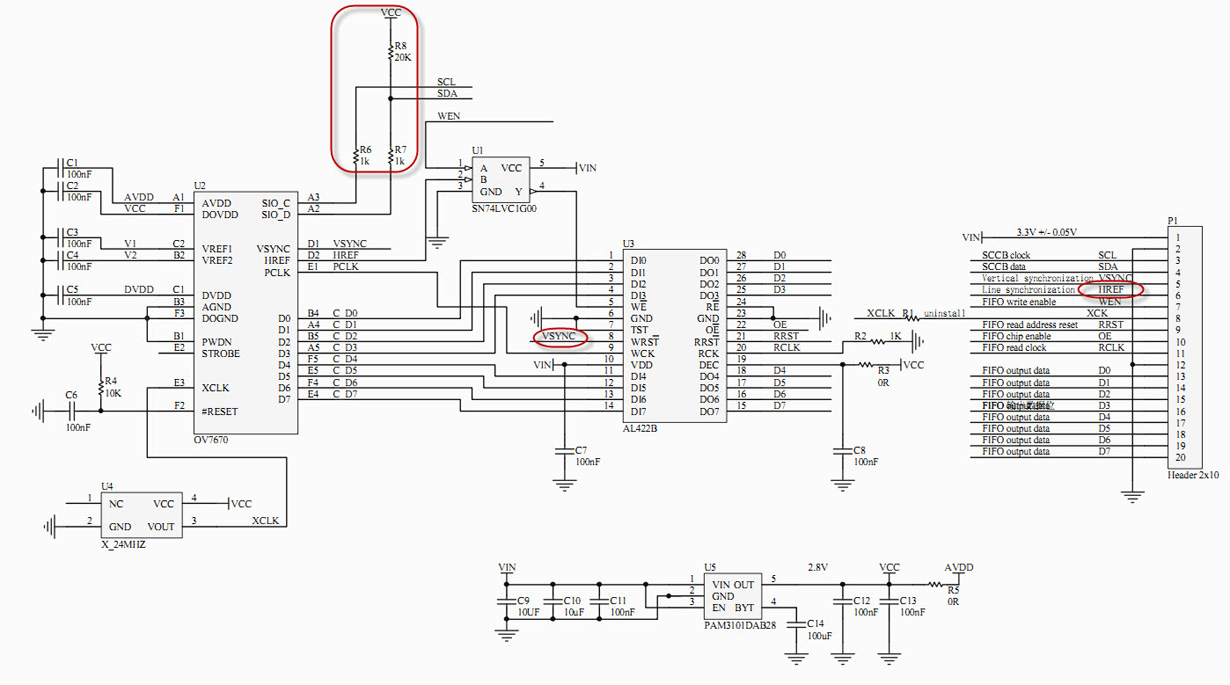 VCC
R8
20K
SCL
SDA
WEN
R6
1k
R7
1k
U1
1
2
3
A
B
GND
VCC
Y
5
4
VIN
SN74LVC1G00
C1
100nF
C2
100nF
C3
100nF
C4
100nF
C5
100nF
AVDD A1
VCC F1
V1 C2
V2 B2
DVDD C1
B3
F3
B1
E2
E3
F2
U2
AVDD
DOVDD
VREF1
VREF2
DVDD
AGND
DOGND
PWDN
STROBE
XCLK
#RESET
SIO_C
SIO_D
VSYNC
HREF
PCLK
D0
D1
D2
D3
D4
D5
D6
D7
OV7670
A3
A2
D1 VSYNC
D2 HREF
E1 PCLK
B4 C_D0
A4 C_D1
B5 C_D2
A5 C_D3
F5 C_D4
E5 C_D5
F4 C_D6
E4 C_D7
VCC
R4
10K
C6
100nF
U4
1 NC VCC 4 VCC
2 GND VOUT 3 XCLK
X_24MHZ
U3
1 DI0 DO0 28 D0
2 DI1 DO1 27 D1
3 DI2 DO2 26 D2
4 DI3 DO3 25 D3
5 WE RE 24
6 GND GND 23
7 TST OE 22 OE
VSYNC 8 WRST RRST 21 RRST
9 WCK RCK 20 RCLK
VIN 10 VDD DEC 19
11 DI4 DO4 18 D4
12 DI5 DO5 17 D5
13 DI6 DO6 16 D6
14 DI7 DO7 15 D7
AL422B
C7
100nF
C8
100nF
R2 1K
R3
0R
VCC
XCLK R1 uninstall
P1
VIN 3.3V +/- 0.05V 1
2
SCCB clock SCL 3
SCCB data SDA 4
Vertical synchronization VSYNC 5
Line synchronization HREF 6
FIFO write enable WEN 7
XCK 8
FIFO read address reset RRST 9
FIFO chip enable OE 10
FIFO read clock RCLK 11
12
FIFO output data D0 13
FIFO output data D1 14
FIFO output data D2 15
FIFO D3 16
FIFO output data D4 17
FIFO output data D5 18
FIFO output data D6 19
FIFO output data D7 20
Header 2x10
VIN
C9
10UF
C10
10uF
C11
100nF
U5
1 VIN OUT 5
2 GND
3 EN BYT 4
PAM3101DAB28
2.8V
C14
100uF
C12
100nF
VCC
C13
100nF
AVDD
R5
0R